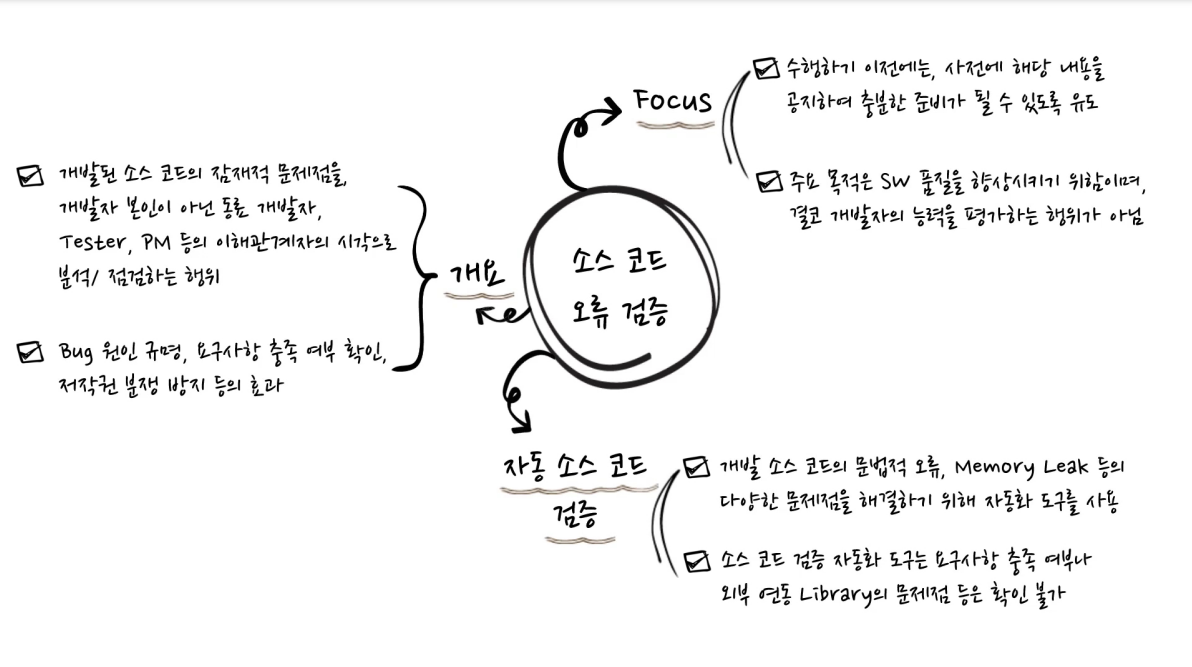 소스 코드
오류 검증
Focus
수행하기 이전에는, 사전에 해당 내용을
공지하여 충분한 준비가 될 수 있도록 유도
주요 목적은 SW 품질을 향상시키기 위함이며,
결코 개발자의 능력을 평가하는 행위가 아님
개요
개발된 소스 코드의 잠재적 문제점을,
개발자 본인이 아닌 동료 개발자,
Tester, PM 등의 이해관계자의 시각으로
분석/ 점검하는 행위
Bug 원인 규명, 요구사항 충족 여부 확인,
저작권 분쟁 방지 등의 효과
자동 소스 코드
검증
개발 소스 코드의 문법적 오류, Memory Leak 등의
다양한 문제점을 해결하기 위해 자동화 도구를 사용
소스 코드 검증 자동화 도구는 요구사항 충족 여부나
외부 연동 Library의 문제점 등은 확인 불가